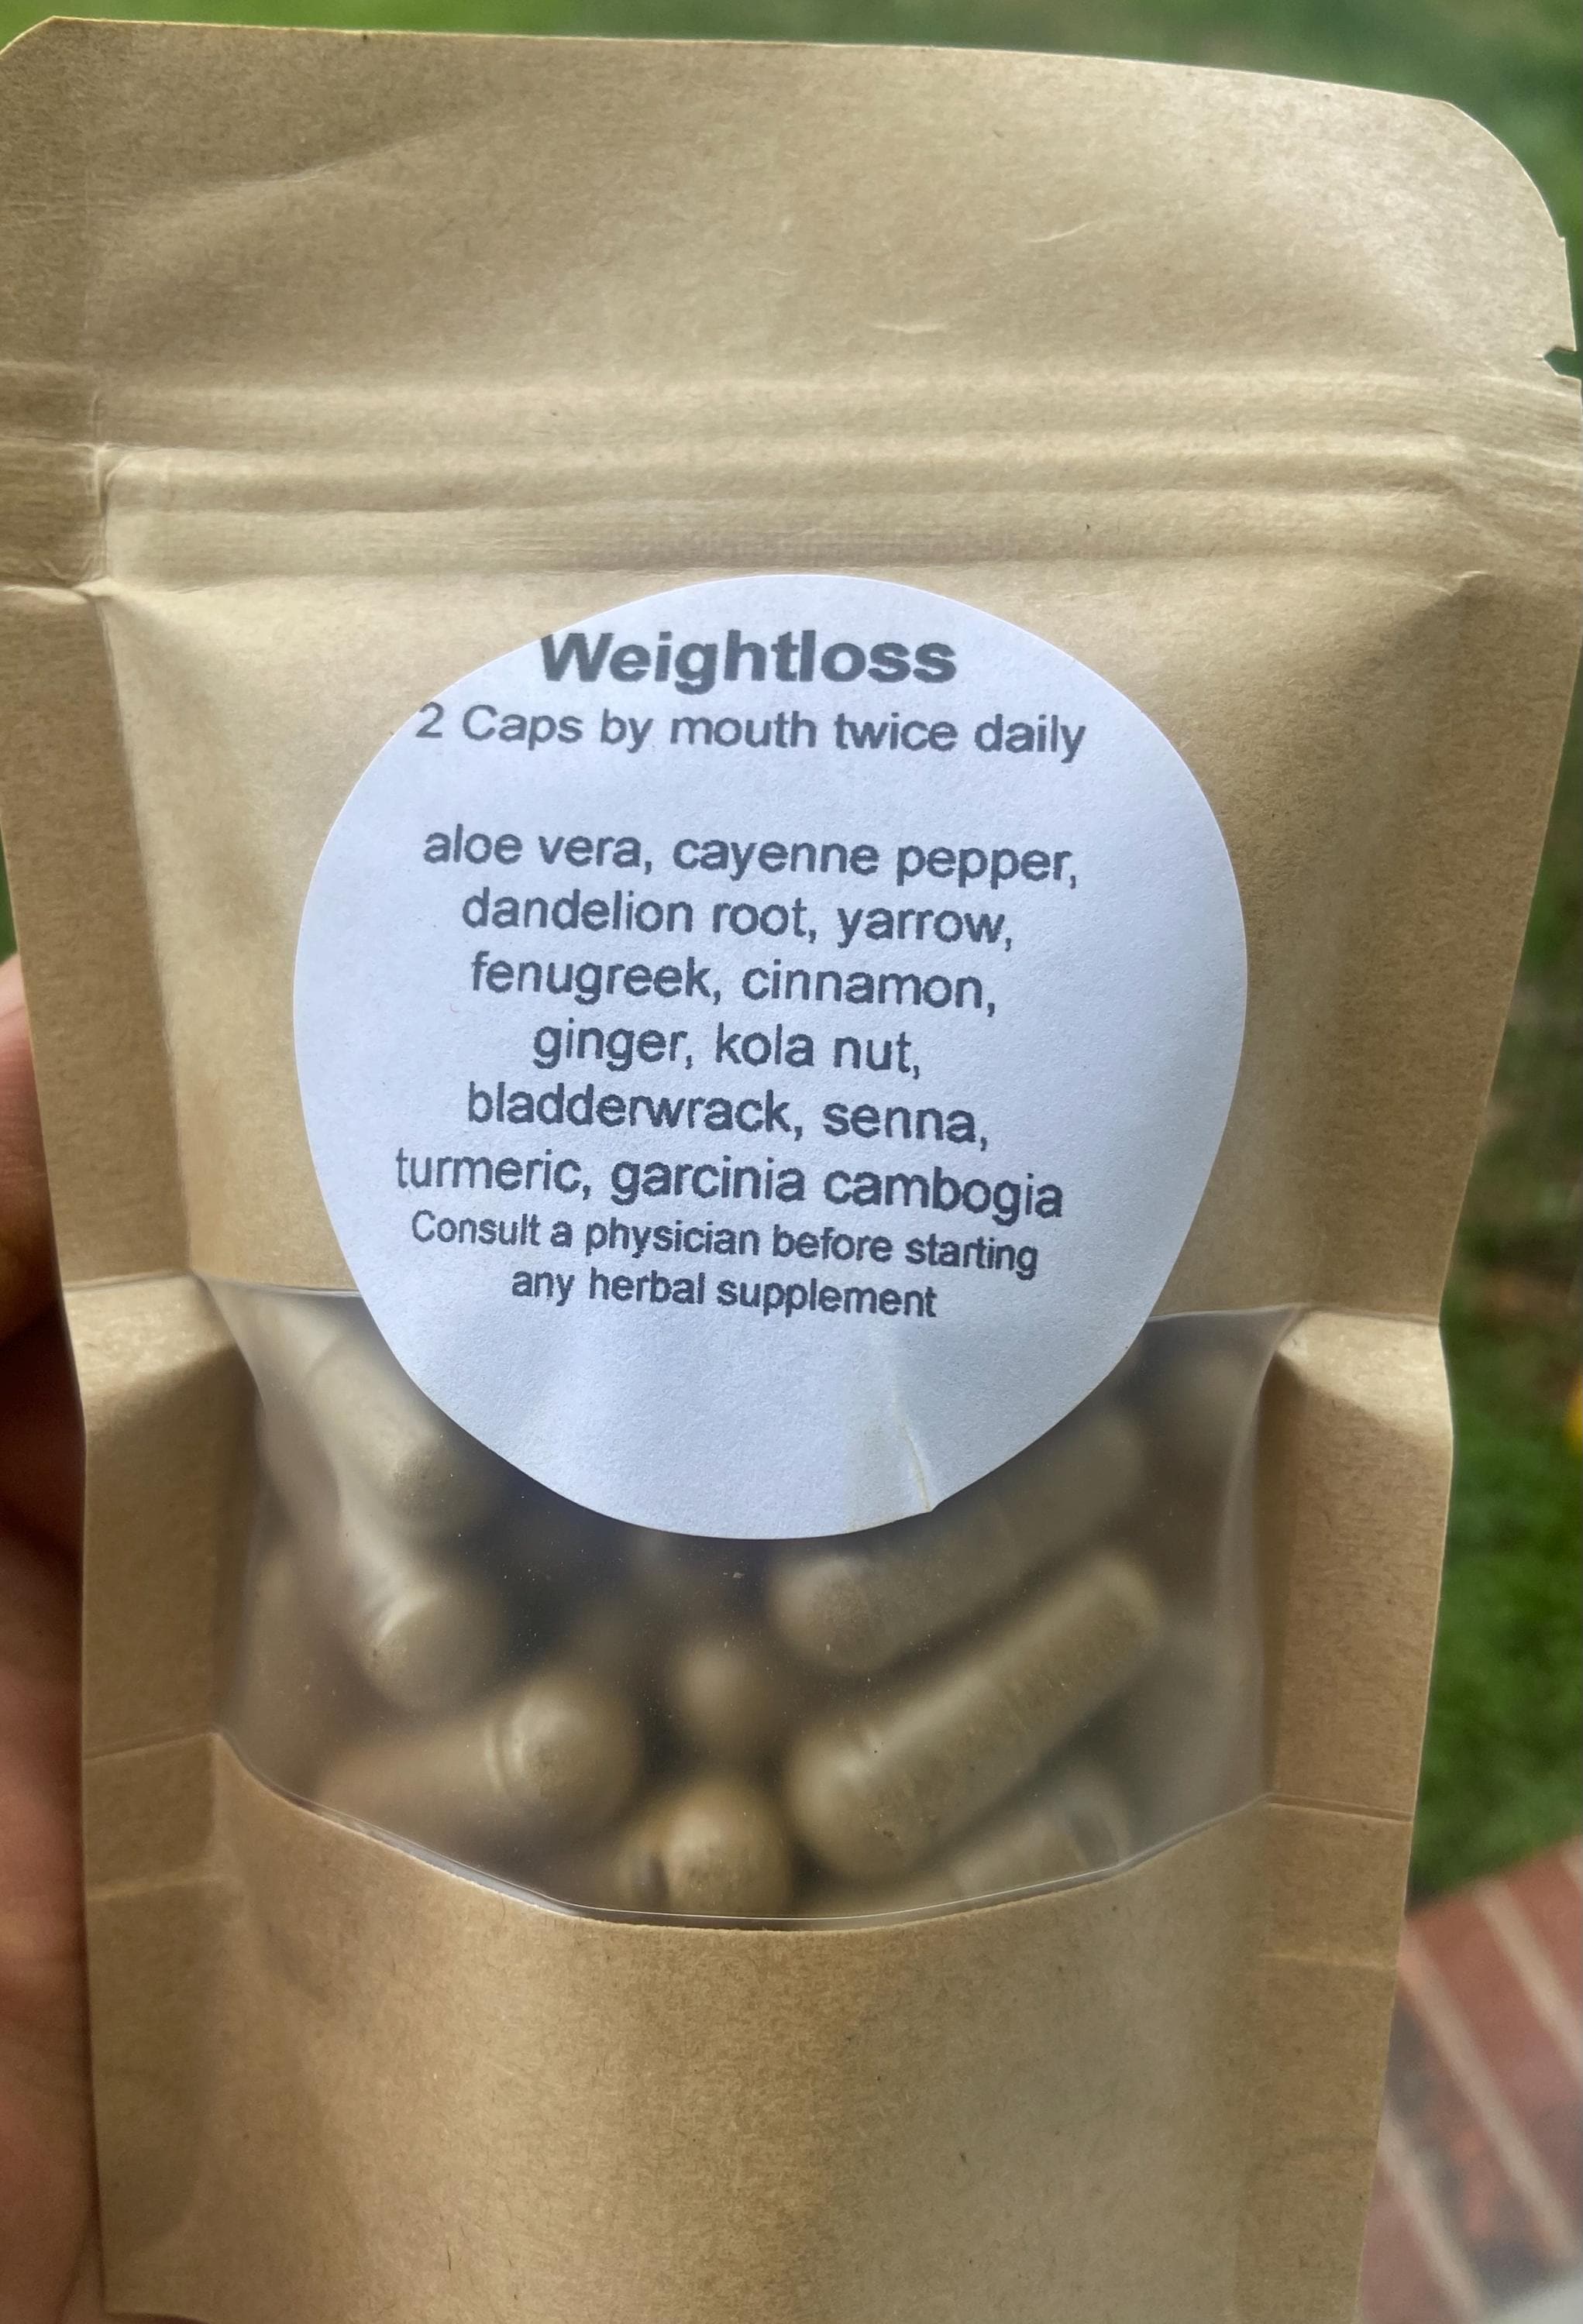 Weightloss
2 Caps by mouth twice daily
aloe vera, cayenne pepper,
dandelion root, yarrow,
fenugreek, cinnamon,
ginger, kola nut,
bladderwrack, senna,
turmeric, garcinia cambogia
Consult a physician before starting
any herbal supplement